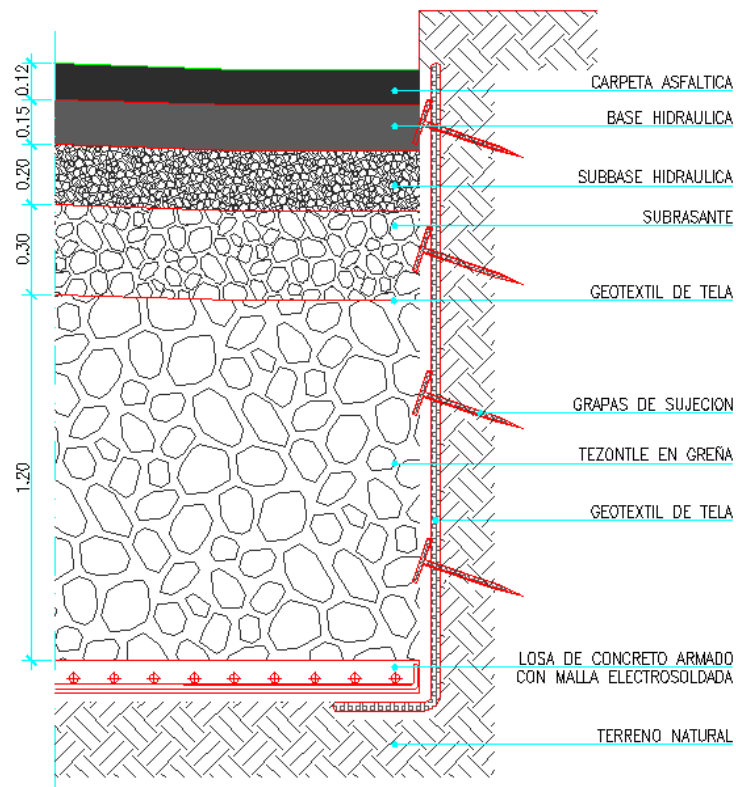 0.12
CARPETA ASFALTICA
0.15
BASE HIDRAULICA
0.20
SUBBASE HIDRAULICA
SUBRASANTE
0.30
GEOTEXTIL DE TELA
GRAPAS DE SUJECION
TEZONTLE EN GREÑA
1.20
GEOTEXTIL DE TELA
LOSA DE CONCRETO ARMADO
CON MALLA ELECTROSOLDADA
TERRENO NATURAL